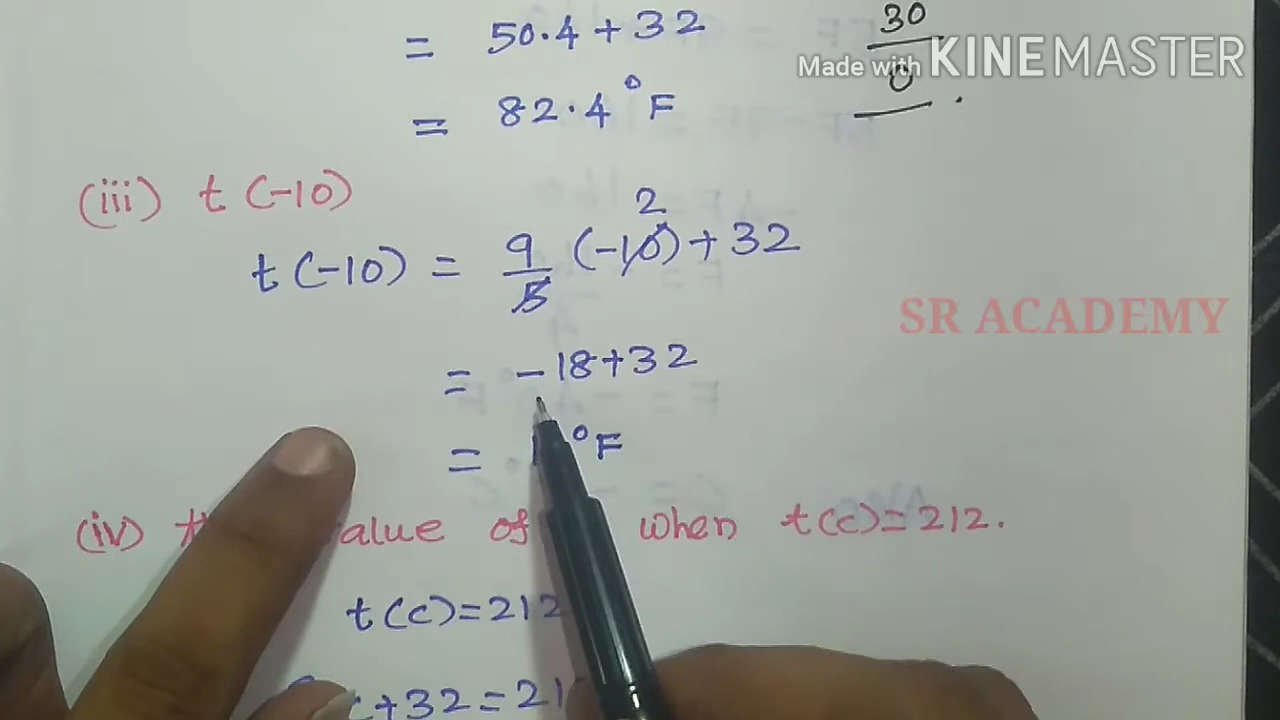 = 50.4 + 32
30
Made with KINEMASTER
0
= 82.4 °F
(iii) t (-10)
2
t (-10) = 9/5 (-10) + 32
SR ACADEMY
= -18 + 32
= °F
(iv) value of when t(c) = 212.
t(c) = 212
+ 32 =